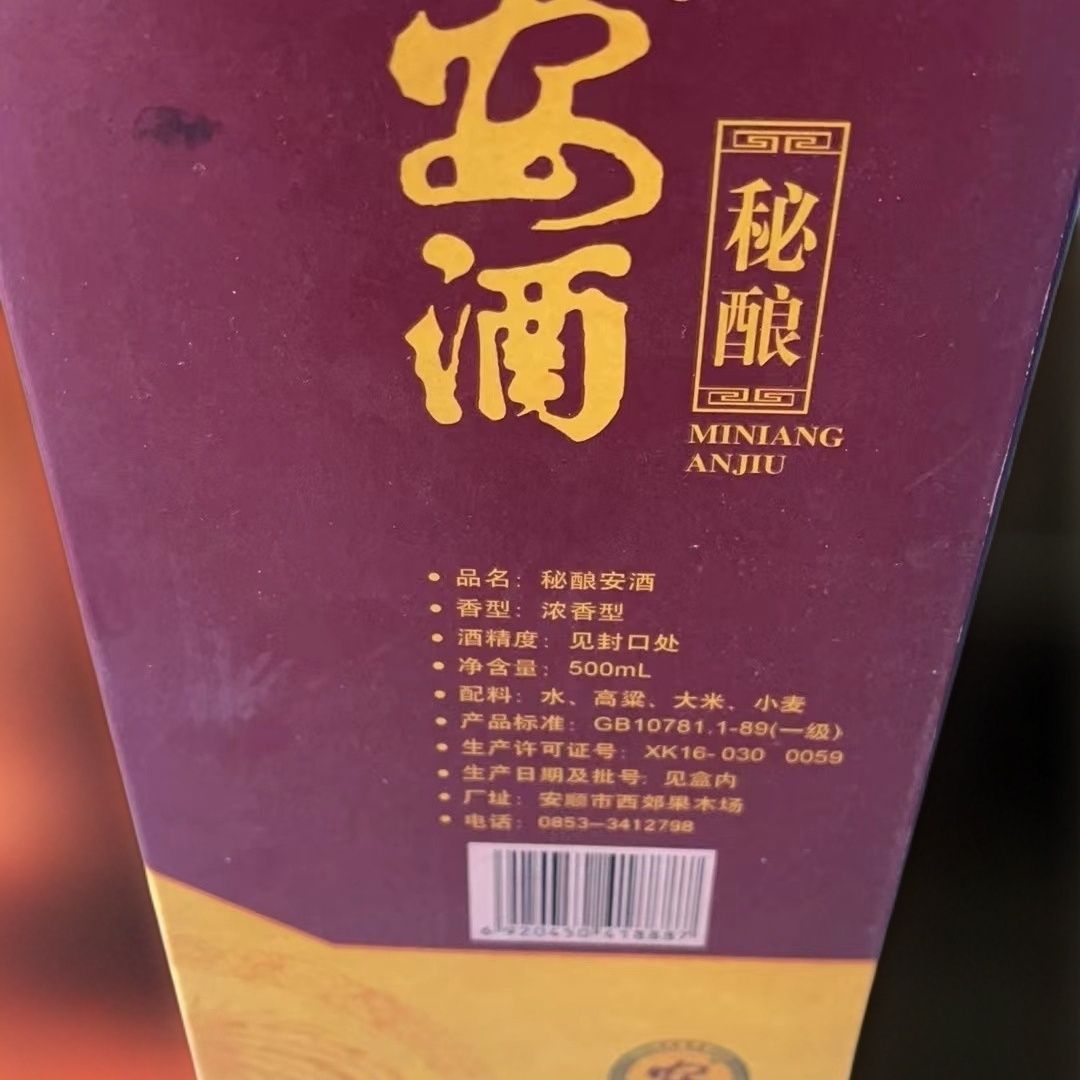 安酒
秘酿
MINIANG
ANJIU
• 品名：秘酿安酒
• 香型：浓香型
• 酒精度：见封口处
• 净含量：500mL
• 配料：水、高粱、大米、小麦
• 产品标准：GB10781.1-89(一级)
• 生产许可证号：XK16-030 0059
• 生产日期及批号：见盒内
• 厂址：安顺市西郊果木场
• 电话：0853—3412798
安